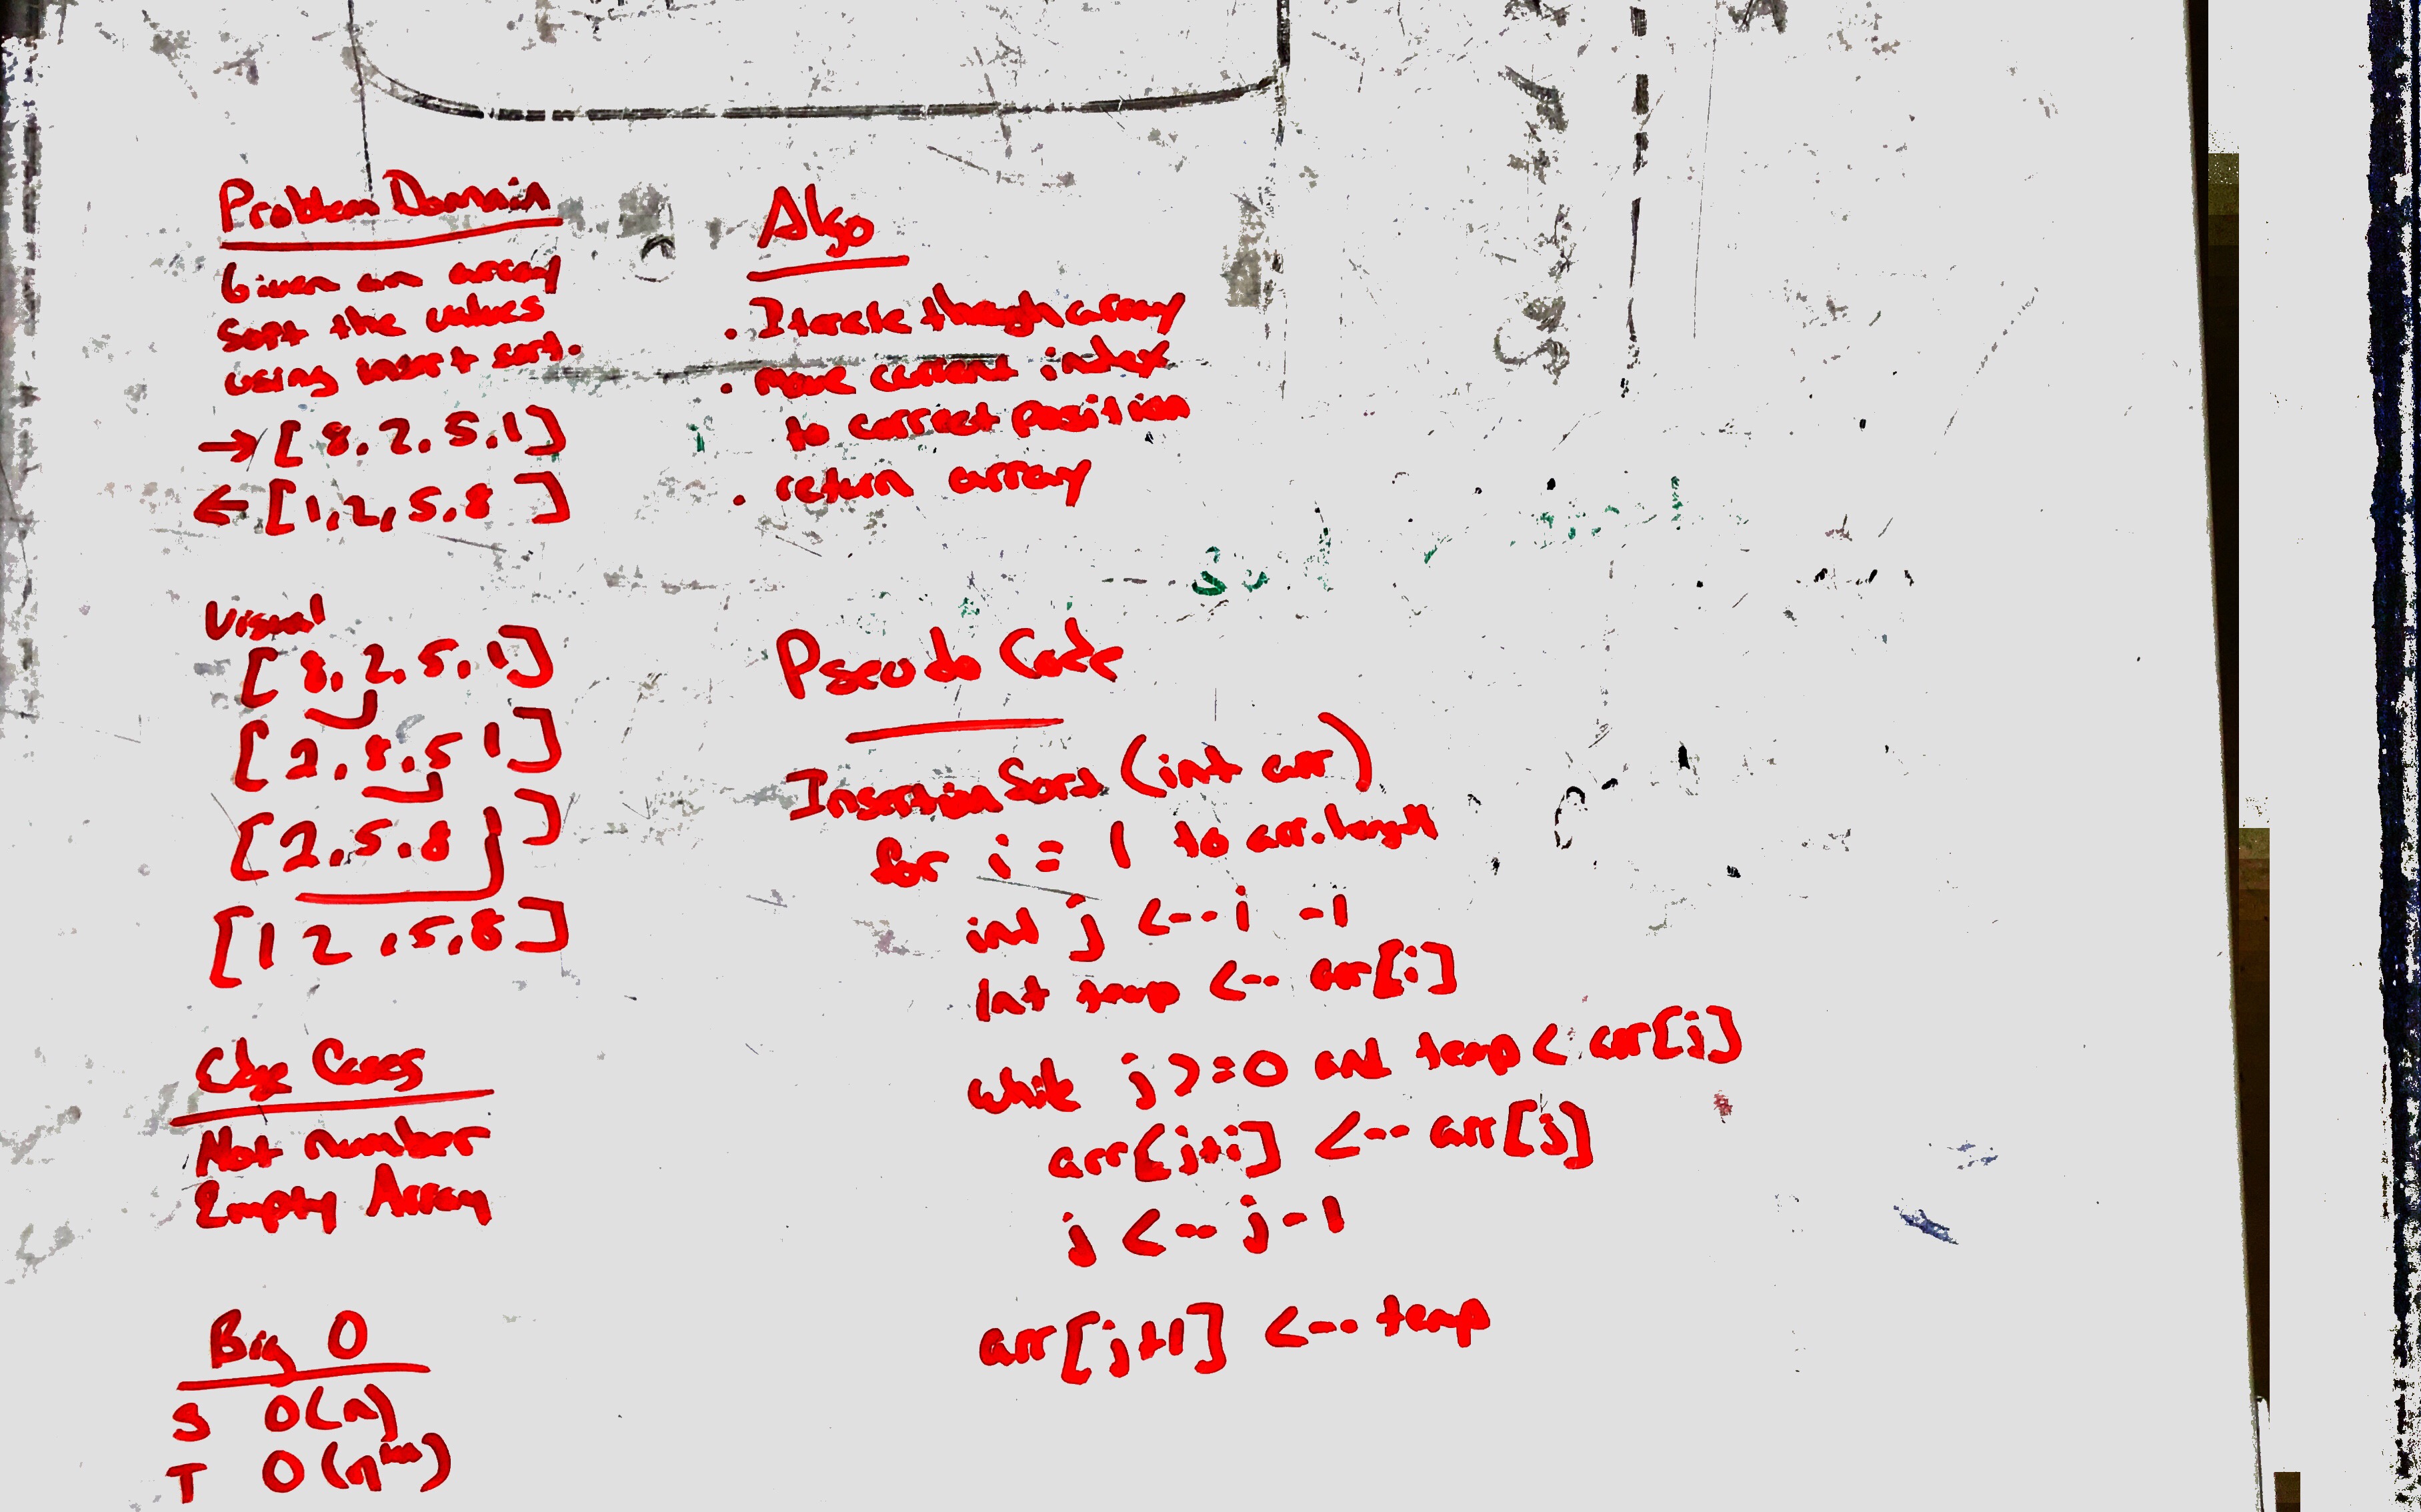 Problem Domain
Given an array
Sort the values
using insert sort.
→ [ 8, 2, 5, 1 ]
← [ 1, 2, 5, 8 ]
Visual
[ 8, 2, 5, 1 ]
[ 2, 8, 5 1 ]
[ 2, 5, 8 1 ]
[ 1 2 , 5, 8 ]
Edge Cases
Not number
Empty Array
Big O
S O(n)
T O(n
Algo
. Iterate through array
. move current index
to correct position
. return array
Pseudo Code
Insertion Sort (int arr)
for i = 1 to arr.length
int j <-- i -1
int temp <-- arr[i]
while j >=0 and temp < arr[j]
arr[j+i] <-- arr[j]
j <-- j-1
arr[j+1] <-- temp